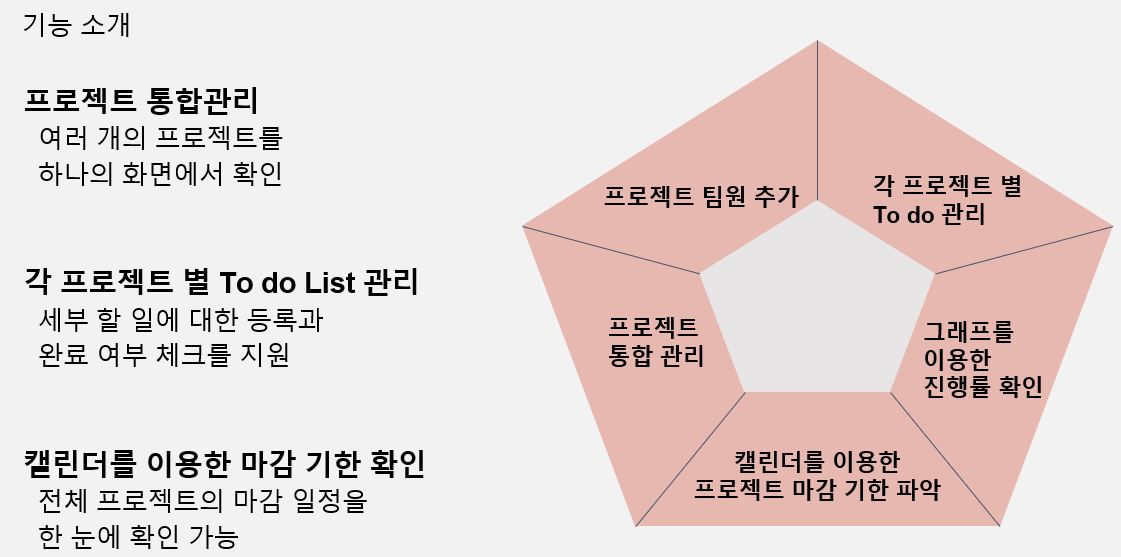 기능 소개
프로젝트 통합관리
여러 개의 프로젝트를
하나의 화면에서 확인
각 프로젝트 별 To do List 관리
세부 할 일에 대한 등록과
완료 여부 체크를 지원
캘린더를 이용한 마감 기한 확인
전체 프로젝트의 마감 일정을
한 눈에 확인 가능
프로젝트 팀원 추가
각 프로젝트 별
To do 관리
프로젝트
통합 관리
그래프를
이용한
진행률 확인
캘린더를 이용한
프로젝트 마감 기한 파악